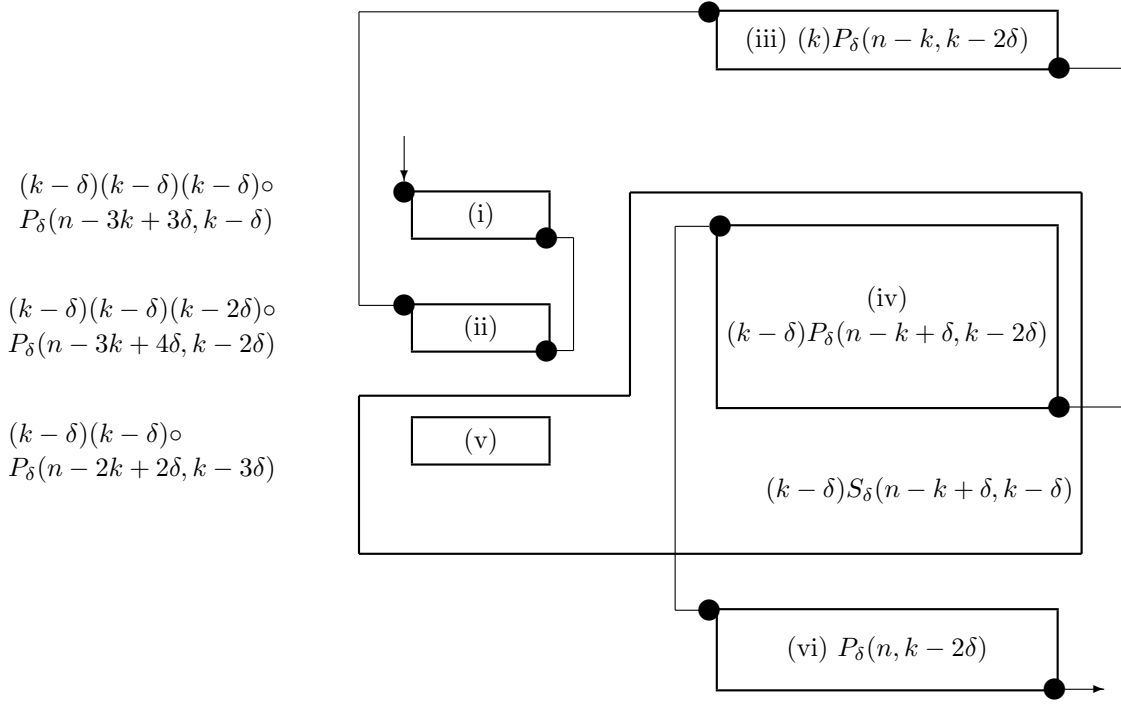 (iii) (k)P_δ(n − k, k − 2δ)
(k − δ)(k − δ)(k − δ)∘
P_δ(n − 3k + 3δ, k − δ)
(i)
(k − δ)(k − δ)(k − 2δ)∘
P_δ(n − 3k + 4δ, k − 2δ)
(ii)
(iv)
(k − δ)P_δ(n − k + δ, k − 2δ)
(k − δ)(k − δ)∘
P_δ(n − 2k + 2δ, k − 3δ)
(v)
(k − δ)S_δ(n − k + δ, k − δ)
(vi) P_δ(n, k − 2δ)